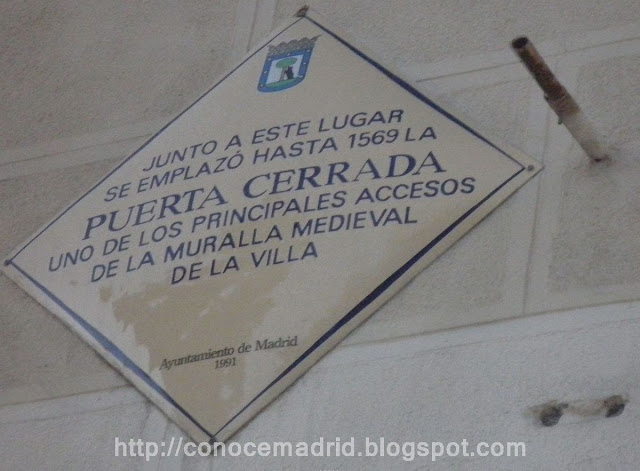 JUNTO A ESTE LUGAR
SE EMPLAZÓ HASTA 1569 LA
PUERTA CERRADA
UNO DE LOS PRINCIPALES ACCESOS
DE LA MURALLA MEDIEVAL
DE LA VILLA
Ayuntamiento de Madrid
1991
http://conocemadrid.blogspot.com